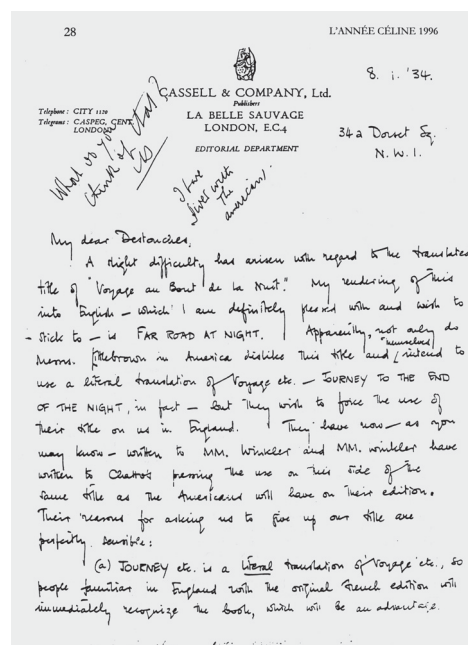 28
L'ANNÉE CÉLINE 1996
8. i. '34.
CASSELL & COMPANY, Ltd.
Publishers
Telephone: CITY 1120
Telegrams: CASPEG, CENT, LONDON
LA BELLE SAUVAGE
LONDON, E.C.4
EDITORIAL DEPARTMENT
34a Dorset Sq.
N.W.1.
What do you
think of that?
I have
lives with
The
americans!
My dear Destouches,
A slight difficulty has arisen with regard to the translated
title of "Voyage au Bout de la Nuit." My rendering of this
into English – which I am definitely pleased with and wish to
stick to – is FAR ROAD AT NIGHT. Apparently, not only do
Messrs. Littlebrown in America dislike this title and themselves intend to
use a literal translation of Voyage etc. – JOURNEY TO THE END
OF THE NIGHT, in fact – but they wish to force the use of
their title on us in England. They have now – as you
may know – written to MM. Winkler and MM. winkler have
written to Chattos pressing the use on this side of the
same title as the Americans will have on their edition.
Their reasons for asking us to give up our title are
perfectly sensible:
(a) JOURNEY etc. is a literal translation of Voyage etc., so
people familiar in England with the original French edition will
immediately recognize the book, which will be an advantage.